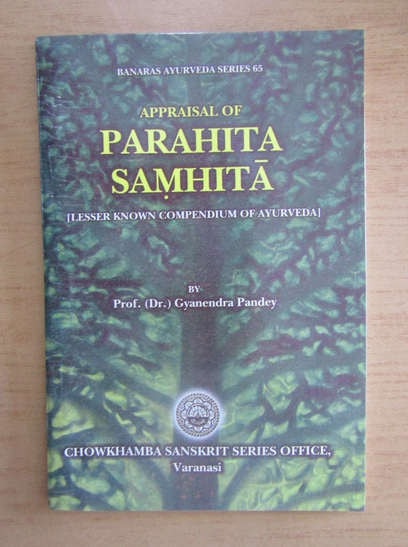 BANARAS AYURVEDA SERIES 65
APPRAISAL OF
PARAHITA
SAṂHITĀ
[LESSER KNOWN COMPENDIUM OF AYURVEDA]
BY
Prof. (Dr.) Gyanendra Pandey
CHOWKHAMBA SANSKRIT SERIES OFFICE,
Varanasi